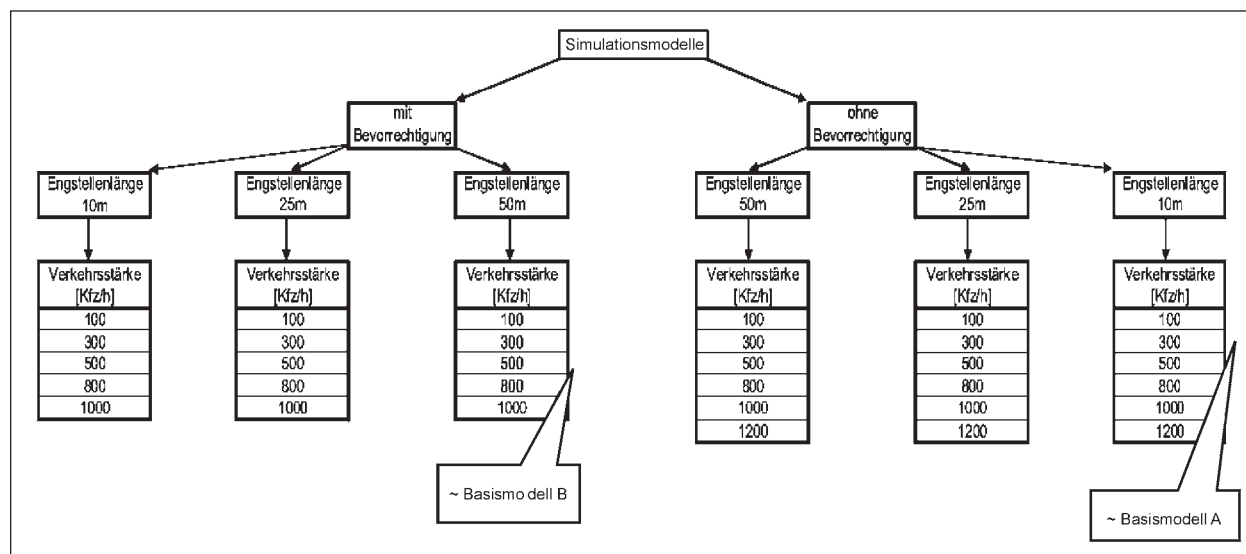 Simulationsmodelle
mit
Bevorrechtigung
ohne
Bevorrechtigung
Engstellenlänge
10m
Engstellenlänge
25m
Engstellenlänge
50m
Engstellenlänge
50m
Engstellenlänge
25m
Engstellenlänge
10m
Verkehrsstärke
[Kfz/h]
100
300
500
800
1000
Verkehrsstärke
[Kfz/h]
100
300
500
800
1000
Verkehrsstärke
[Kfz/h]
100
300
500
800
1000
Verkehrsstärke
[Kfz/h]
100
300
500
800
1000
1200
Verkehrsstärke
[Kfz/h]
100
300
500
800
1000
1200
Verkehrsstärke
[Kfz/h]
100
300
500
800
1000
1200
~ Basismo dell B
~ Basismodell A